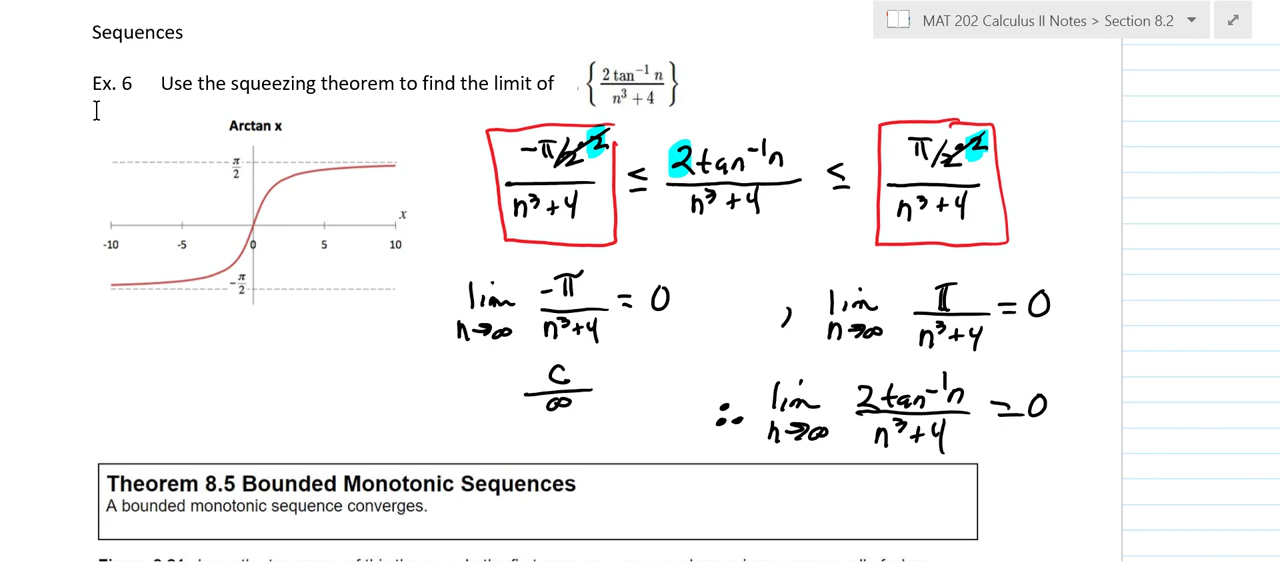 MAT 202 Calculus II Notes > Section 8.2
Sequences
Ex. 6 Use the squeezing theorem to find the limit of { 2 tan⁻¹ n / n³ + 4 }
Arctan x
π/2
x
-10 -5 0 5 10
-π/2
-π/2·2 / n³+4 ≤ 2tan⁻¹n / n³+4 ≤ π/2·2 / n³+4
lim n→∞ -π / n³+4 = 0 , lim n→∞ π / n³+4 = 0
c / ∞
∴ lim n→∞ 2tan⁻¹n / n³+4 = 0
Theorem 8.5 Bounded Monotonic Sequences
A bounded monotonic sequence converges.